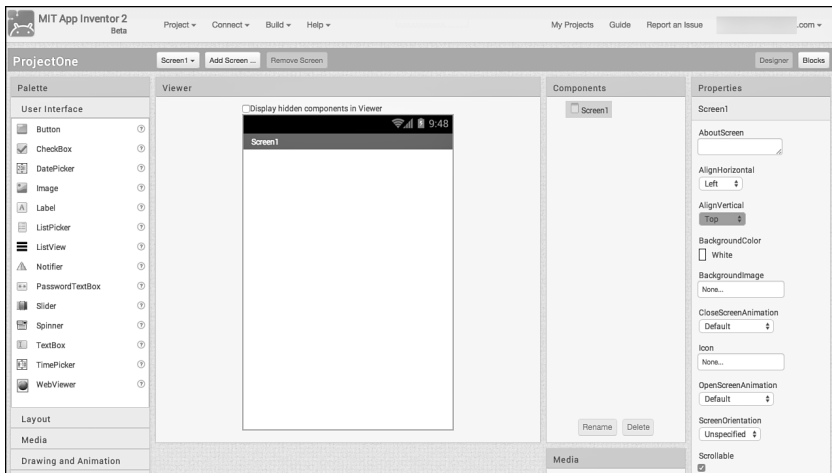 MIT App Inventor 2
Beta
Project Connect Build Help
My Projects Guide Report an Issue .com
ProjectOne
Screen1 Add Screen ... Remove Screen
Designer Blocks
Palette
User Interface
Button
CheckBox
DatePicker
Image
Label
ListPicker
ListView
Notifier
PasswordTextBox
Slider
Spinner
TextBox
TimePicker
WebViewer
Layout
Media
Drawing and Animation
Viewer
Display hidden components in Viewer
9:48
Screen1
Components
Screen1
Rename Delete
Media
Properties
Screen1
AboutScreen
AlignHorizontal
Left
AlignVertical
Top
BackgroundColor
White
BackgroundImage
None...
CloseScreenAnimation
Default
Icon
None...
OpenScreenAnimation
Default
ScreenOrientation
Unspecified
Scrollable